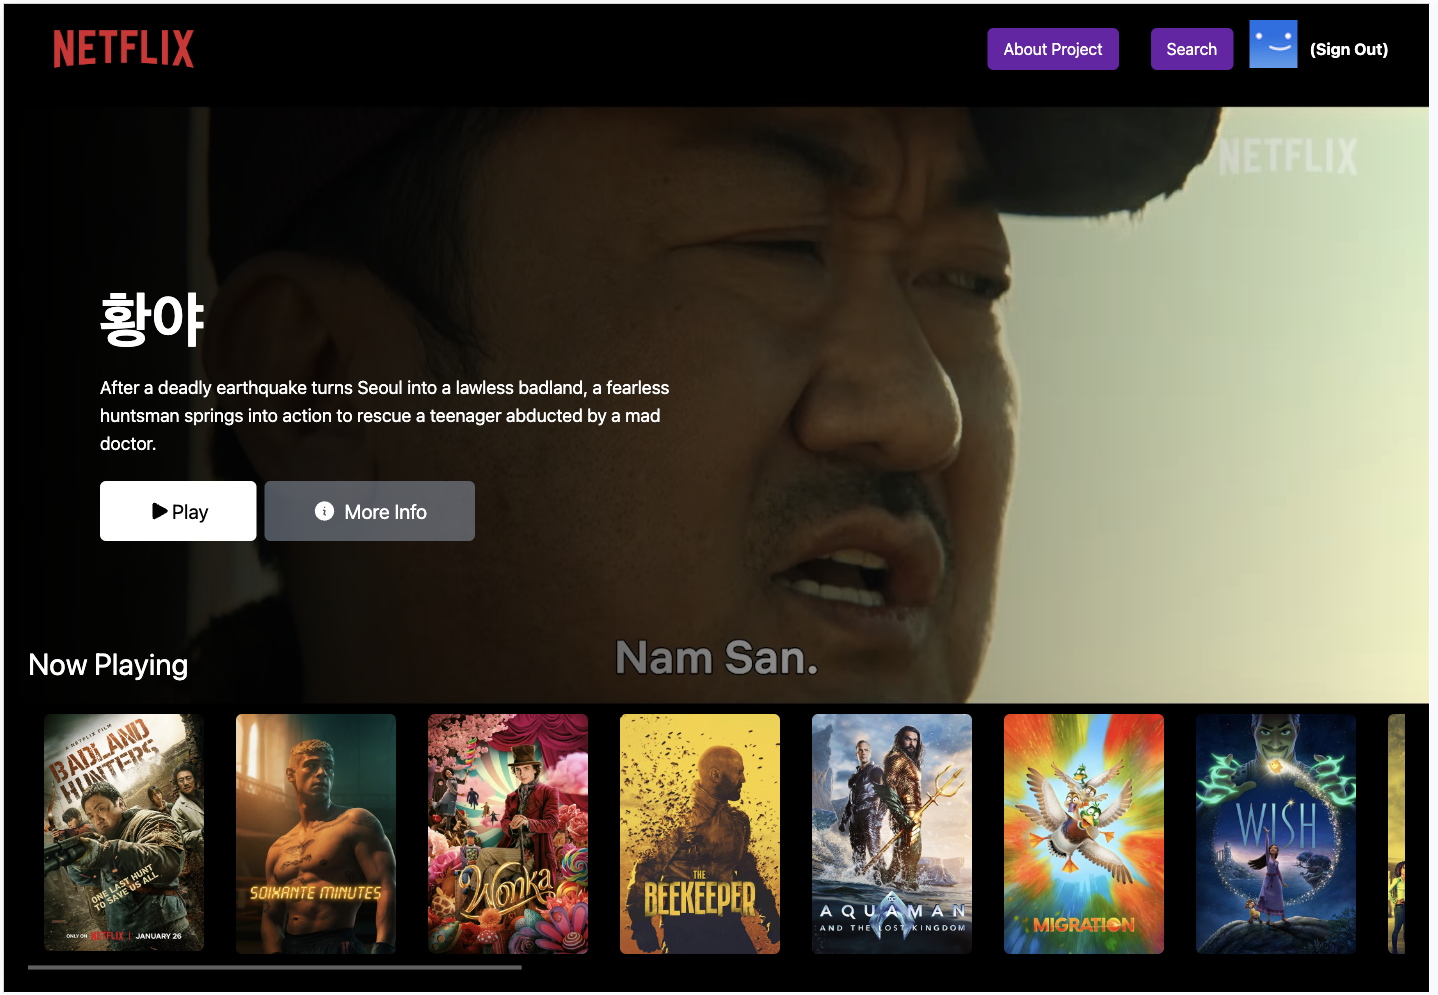 NETFLIX
About Project
Search
(Sign Out)
NETFLIX
황야
After a deadly earthquake turns Seoul into a lawless badland, a fearless
huntsman springs into action to rescue a teenager abducted by a mad
doctor.
Play
More Info
Nam San.
Now Playing
A NETFLIX FILM
BADLAND
HUNTERS
ONE LAST HUNT
TO SAVE US ALL
ONLY ON NETFLIX | JANUARY 26
SOIXANTE MINUTES
Wonka
THE
BEEKEEPER
AQUAMAN
AND THE LOST KINGDOM
MIGRATION
WISH